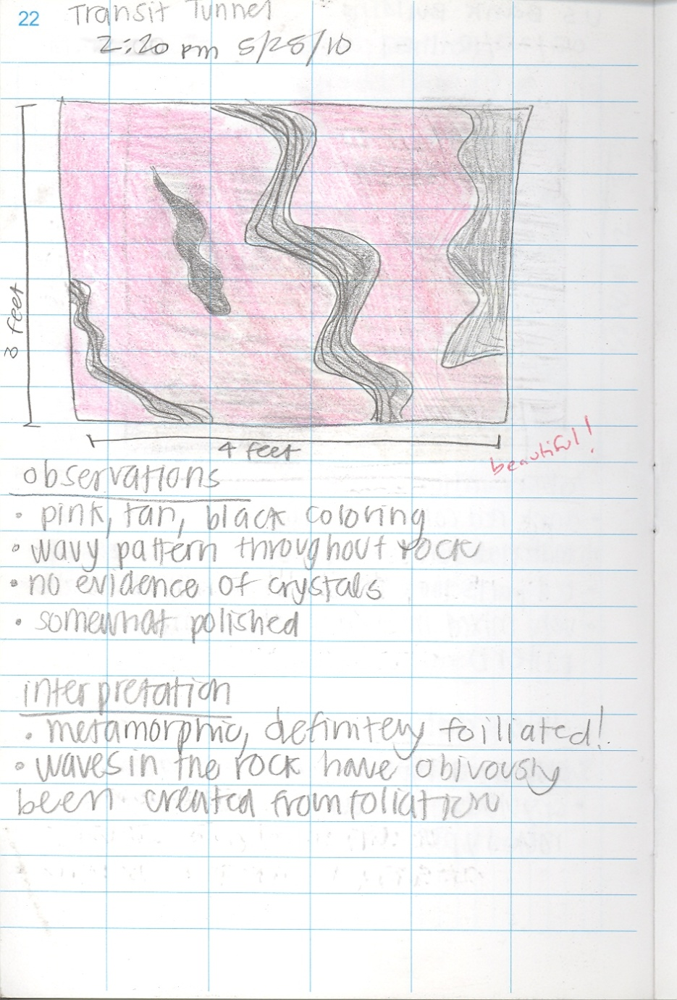 22
Transit Tunnel
2:20 pm 5/25/10
3 feet
4 feet
beautiful!
observations
• pink, tan, black coloring
• wavy pattern throughout rock
• no evidence of crystals
• somewhat polished
interpretation
• metamorphic, definitely foiliated!
• waves in the rock have obivously
been created from foliation